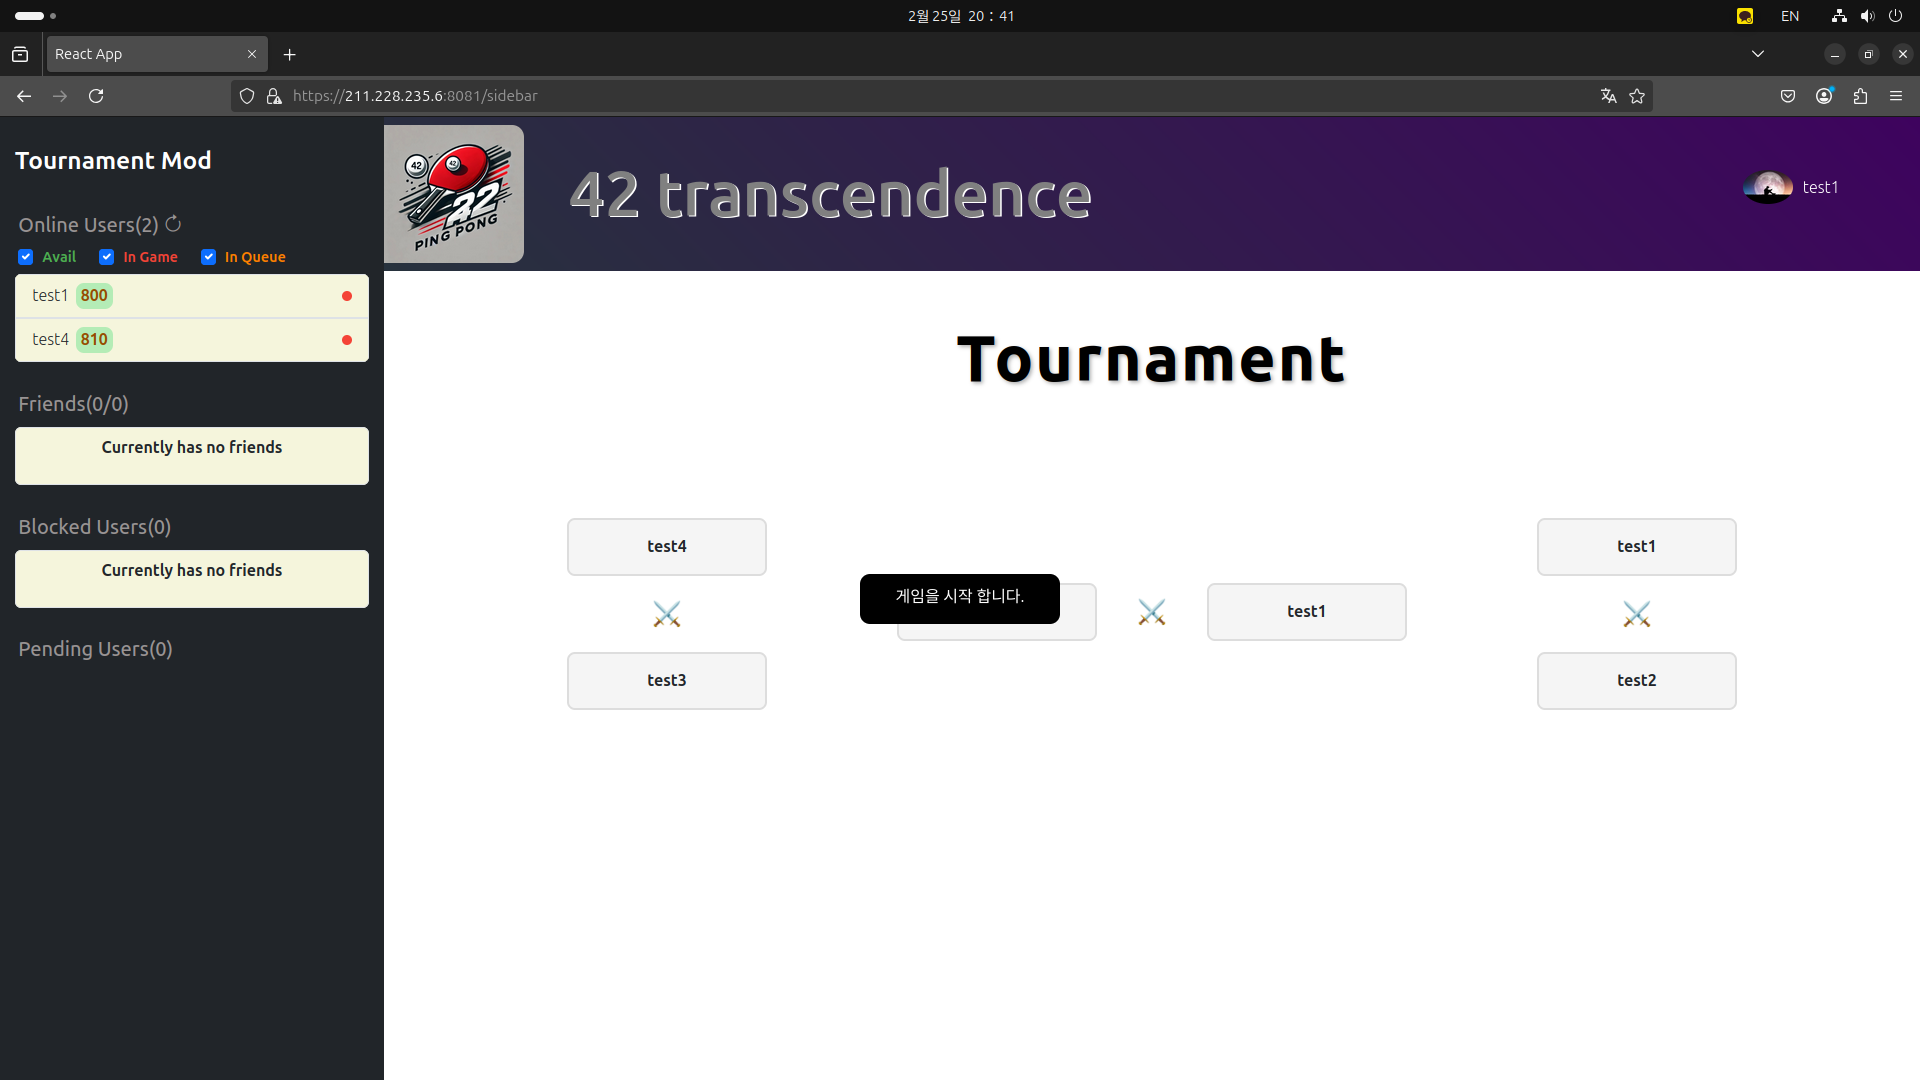 2월 25일 20 : 41
EN
React App
https://211.228.235.6:8081/sidebar
Tournament Mod
Online Users(2)
Avail In Game In Queue
test1 800
test4 810
Friends(0/0)
Currently has no friends
Blocked Users(0)
Currently has no friends
Pending Users(0)
42
42
42
PING PONG
42 transcendence
test1
Tournament
test4
test3
게임을 시작 합니다.
test1
test1
test2